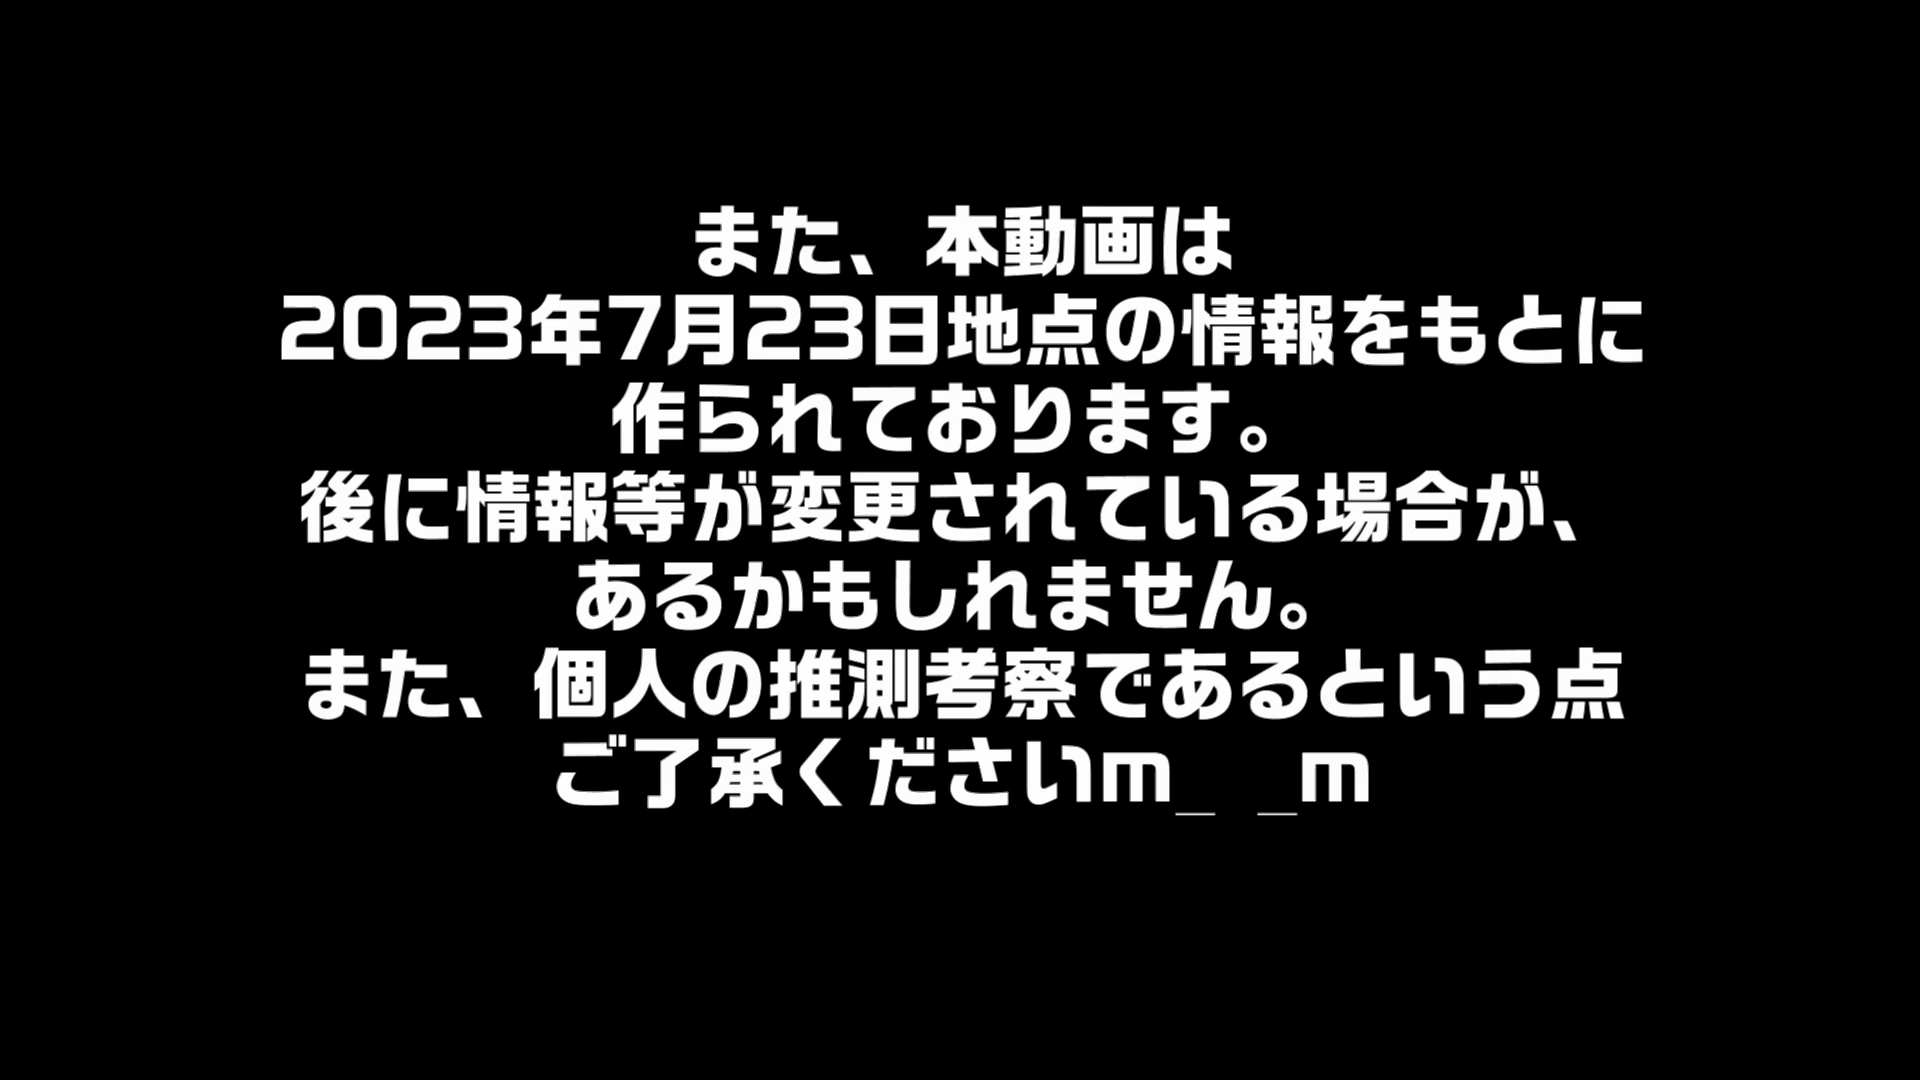 また、本動画は
2023年7月23日地点の情報をもとに
作られております。
後に情報等が変更されている場合が、
あるかもしれません。
また、個人の推測考察であるという点
ご了承くださいm_ _m